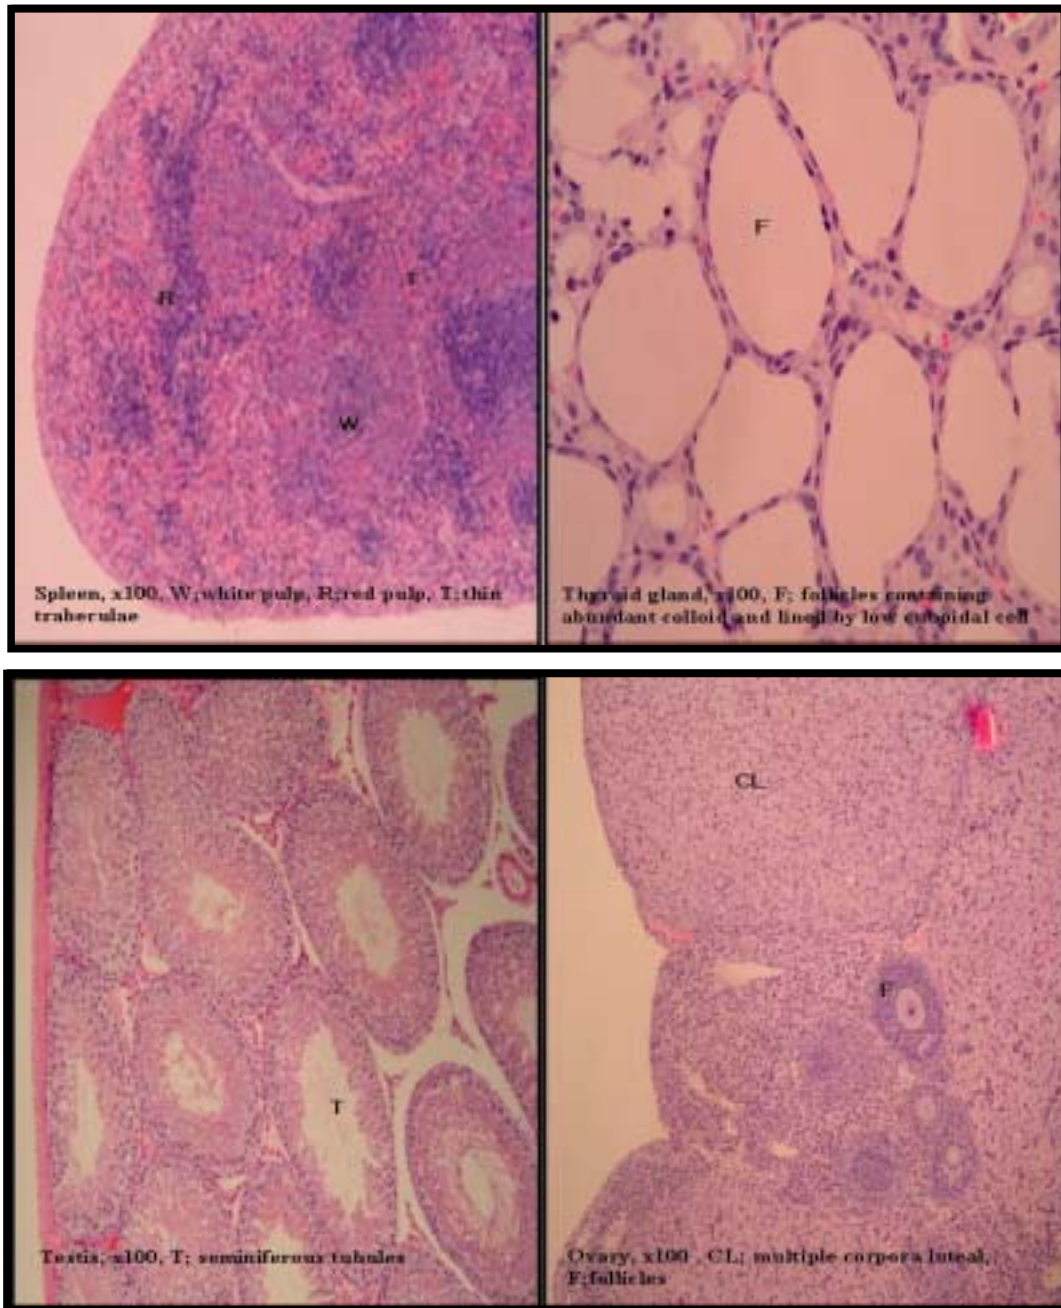 T
R
W
Spleen, x100, W;white pulp, R;red pulp, T;thin
trabeculae
F
Thyroid gland, x100, F; follicles containing
abundant colloid and lined by low cuboidal cell
T
Testis, x100, T; seminiferous tubules
CL
F
Ovary, x100 , CL; multiple corpora luteal,
F;follicles